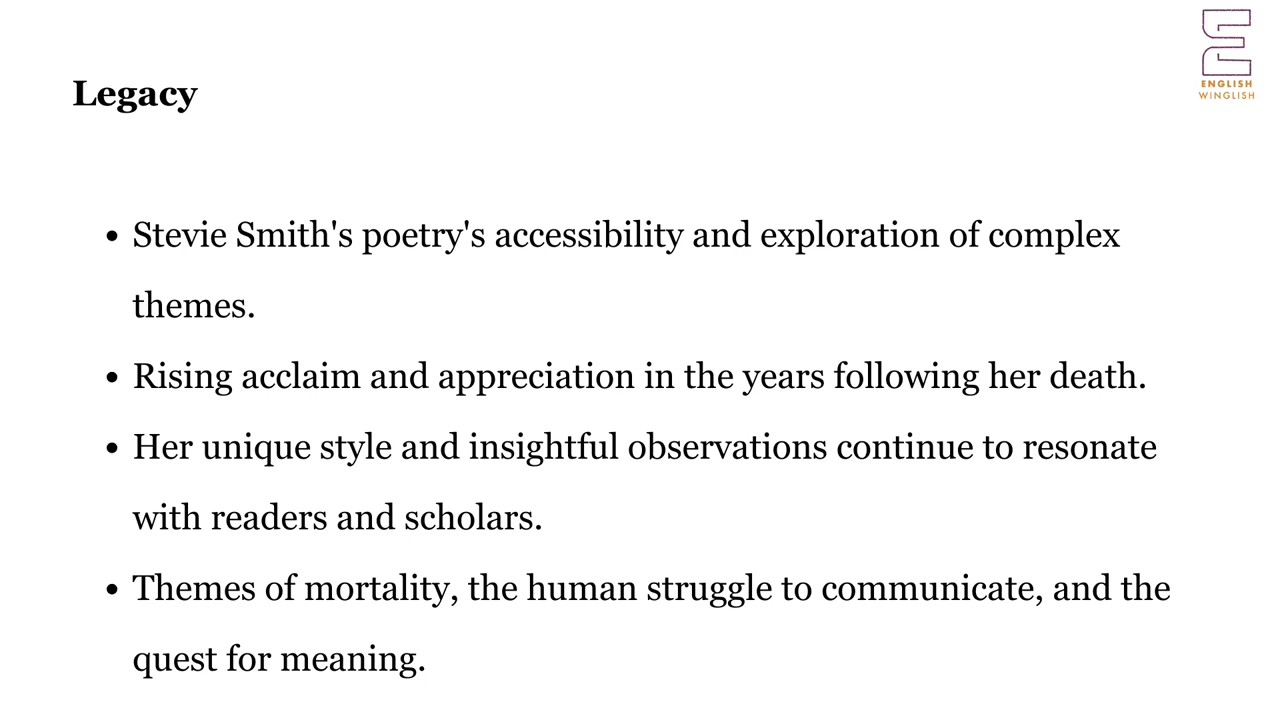 ENGLISH
WINGLISH
Legacy
• Stevie Smith's poetry's accessibility and exploration of complex
themes.
• Rising acclaim and appreciation in the years following her death.
• Her unique style and insightful observations continue to resonate
with readers and scholars.
• Themes of mortality, the human struggle to communicate, and the
quest for meaning.